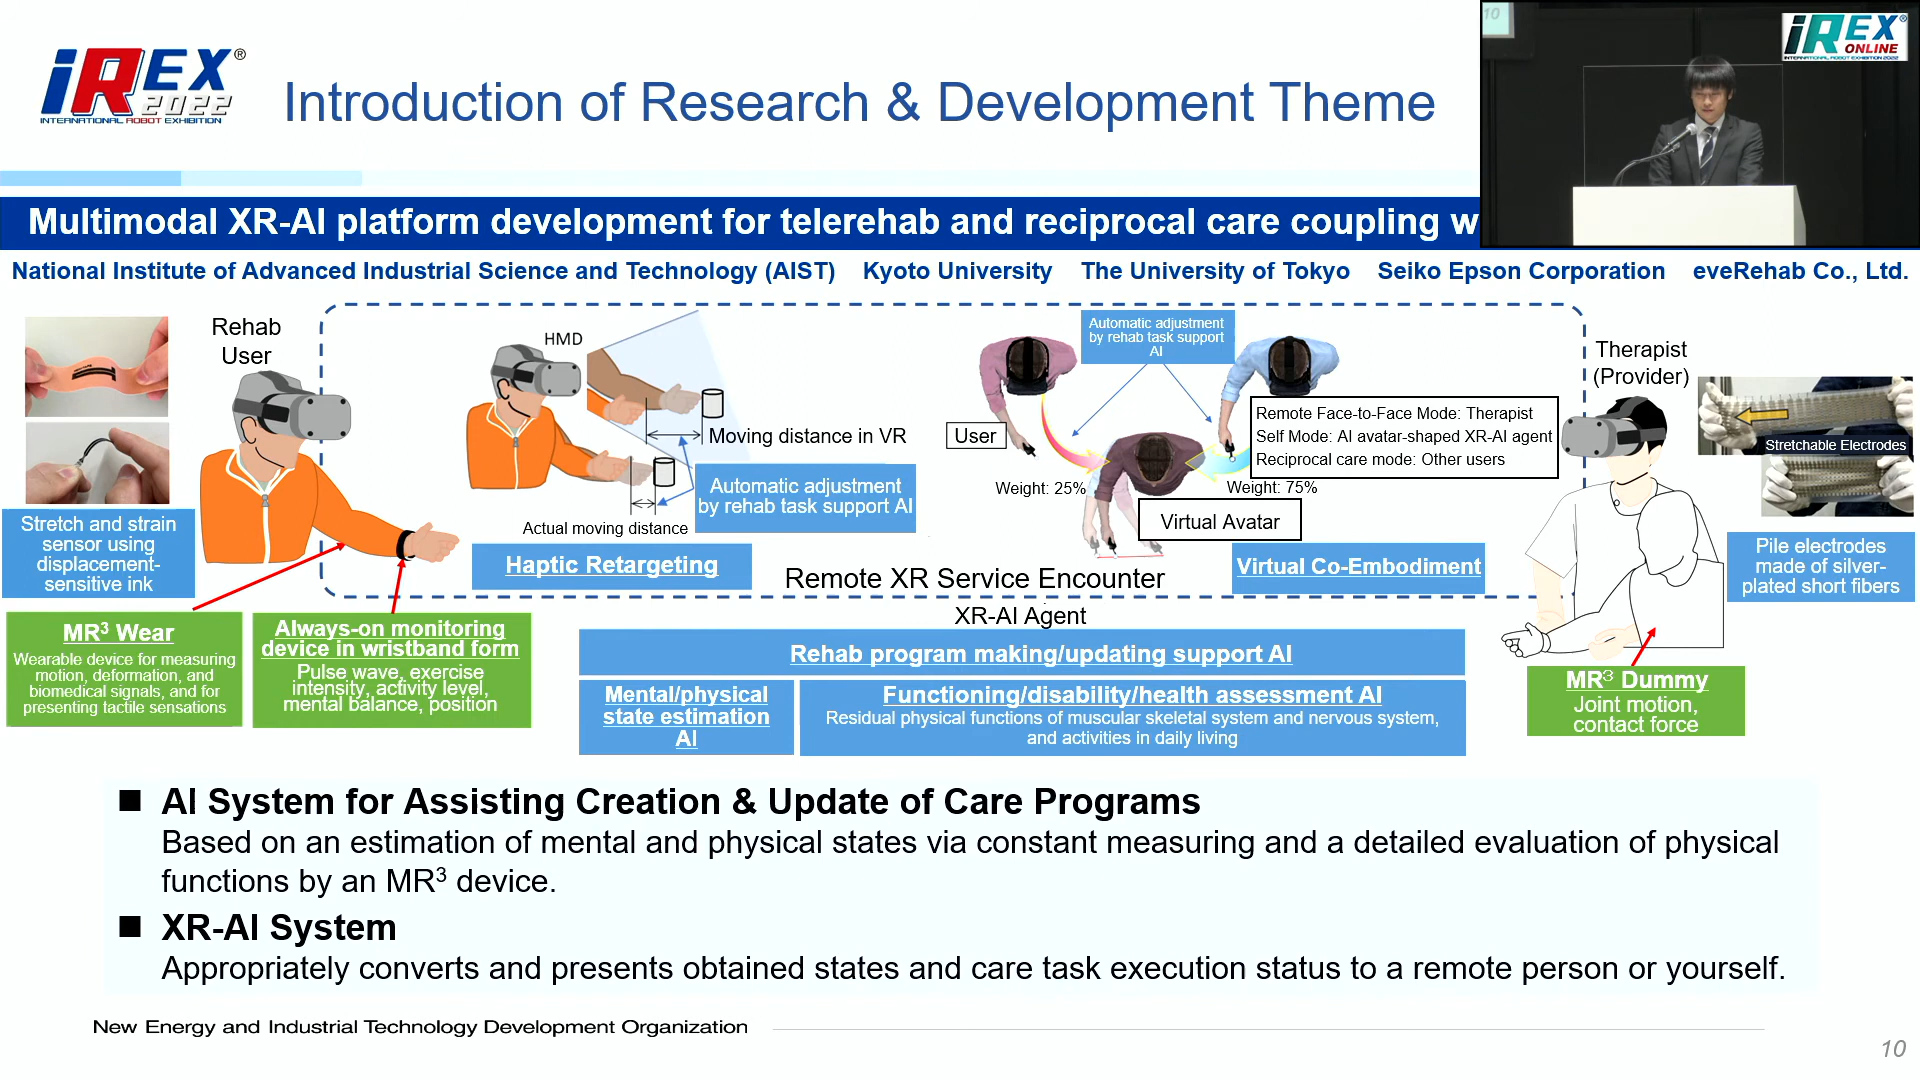 iREX®
2022
INTERNATIONAL ROBOT EXHIBITION
Introduction of Research & Development Theme
10
iREX®
ONLINE
INTERNATIONAL ROBOT EXHIBITION 2022
Multimodal XR-AI platform development for telerehab and reciprocal care coupling w
National Institute of Advanced Industrial Science and Technology (AIST) Kyoto University The University of Tokyo Seiko Epson Corporation eveRehab Co., Ltd.
Rehab
User
Stretch and strain
sensor using
displacement-
sensitive ink
MR³ Wear
Wearable device for measuring
motion, deformation, and
biomedical signals, and for
presenting tactile sensations
Always-on monitoring
device in wristband form
Pulse wave, exercise
intensity, activity level,
mental balance, position
HMD
Moving distance in VR
Automatic adjustment
by rehab task support AI
Actual moving distance
Haptic Retargeting
Automatic adjustment
by rehab task support
AI
User
Weight: 25%
Remote Face-to-Face Mode: Therapist
Self Mode: AI avatar-shaped XR-AI agent
Reciprocal care mode: Other users
Weight: 75%
Virtual Avatar
Virtual Co-Embodiment
Remote XR Service Encounter
XR-AI Agent
Rehab program making/updating support AI
Mental/physical
state estimation
AI
Functioning/disability/health assessment AI
Residual physical functions of muscular skeletal system and nervous system,
and activities in daily living
Therapist
(Provider)
Stretchable Electrodes
Pile electrodes
made of silver-
plated short fibers
MR³ Dummy
Joint motion,
contact force
■ AI System for Assisting Creation & Update of Care Programs
Based on an estimation of mental and physical states via constant measuring and a detailed evaluation of physical
functions by an MR³ device.
■ XR-AI System
Appropriately converts and presents obtained states and care task execution status to a remote person or yourself.
New Energy and Industrial Technology Development Organization
10